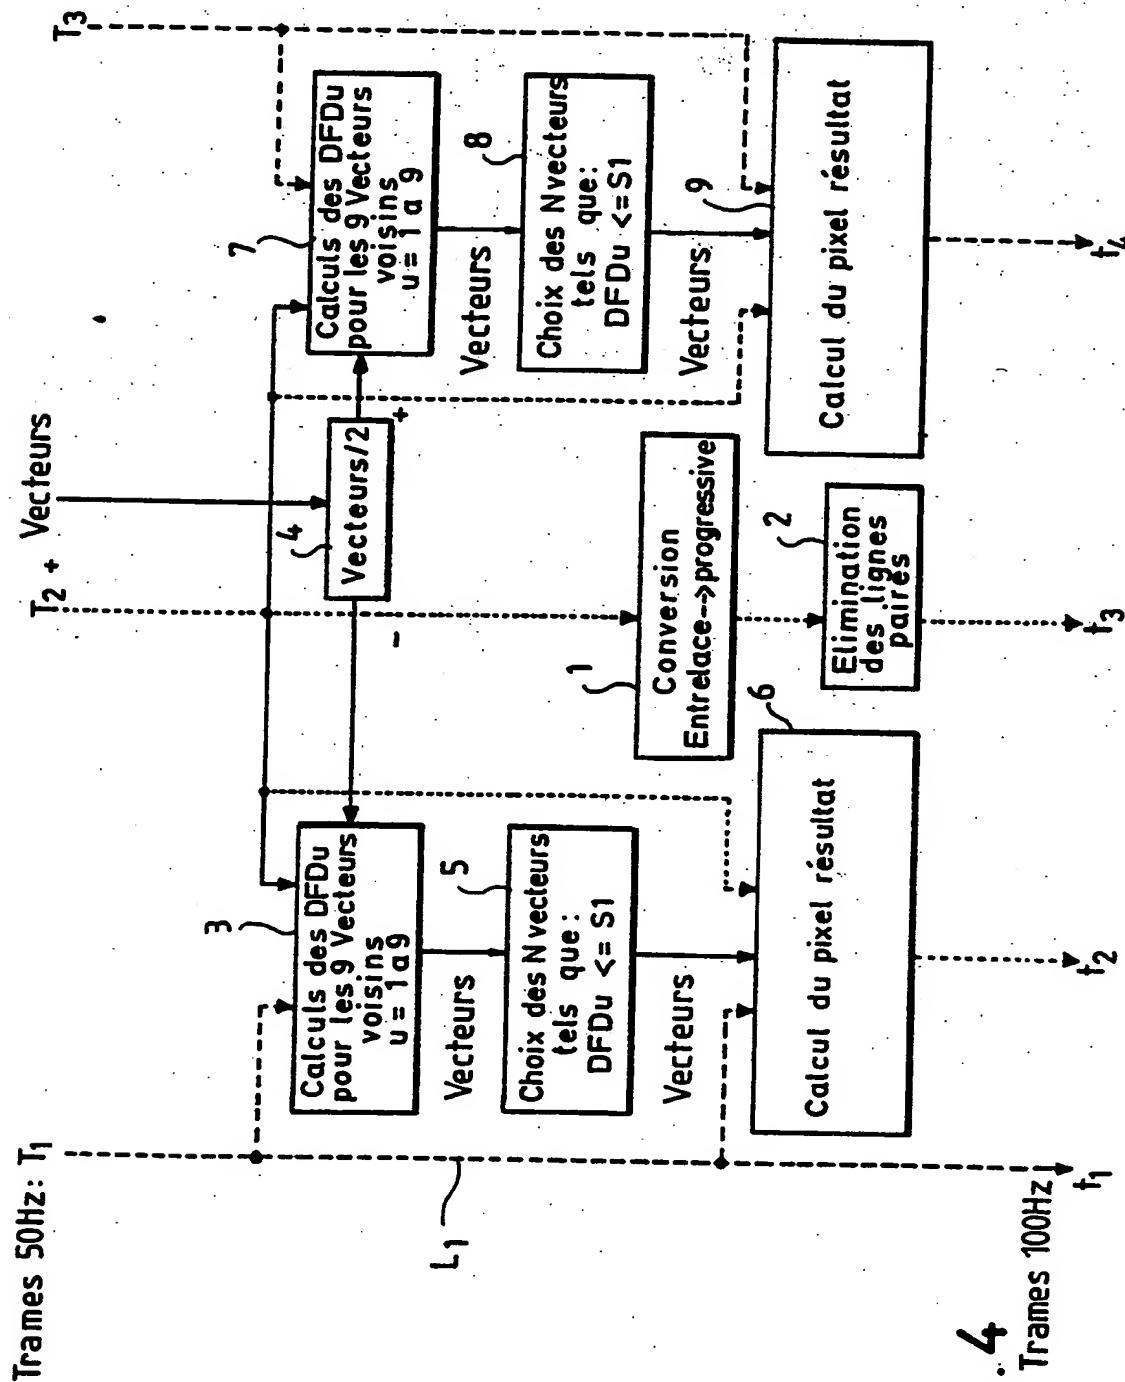 Trames 50Hz: T1
T2 + Vecteurs
T3
3
Calculs des DFDu
pour les 9 Vecteurs
voisins
u = 1 a 9
4
Vecteurs/2
-
+
7
Calculs des DFDu
pour les 9 Vecteurs
voisins
u = 1 a 9
Vecteurs
Vecteurs
5
Choix des N vecteurs
tels que:
DFDu <= S1
8
Choix des N vecteurs
tels que:
DFDu <= S1
L1
Vecteurs
1
Conversion
Entrelace-->progressive
Vecteurs
6
Calcul du pixel résultat
2
Elimination
des lignes
paires
9
Calcul du pixel résultat
Trames 100Hz
t1
t2
t3
t4
.4